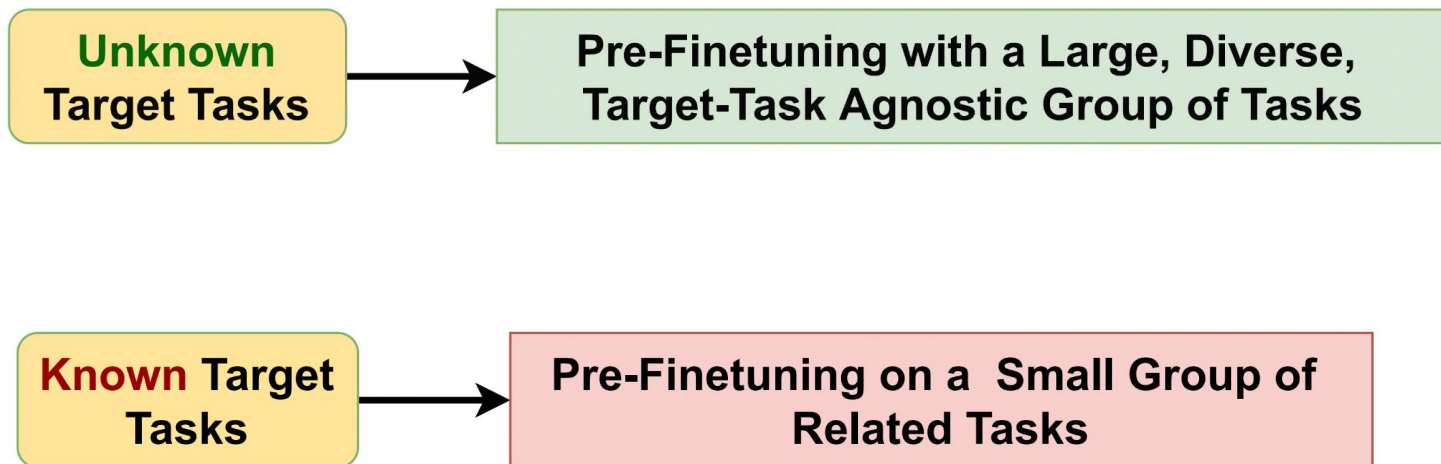 Unknown
Target Tasks
Pre-Finetuning with a Large, Diverse,
Target-Task Agnostic Group of Tasks
Known Target
Tasks
Pre-Finetuning on a Small Group of
Related Tasks